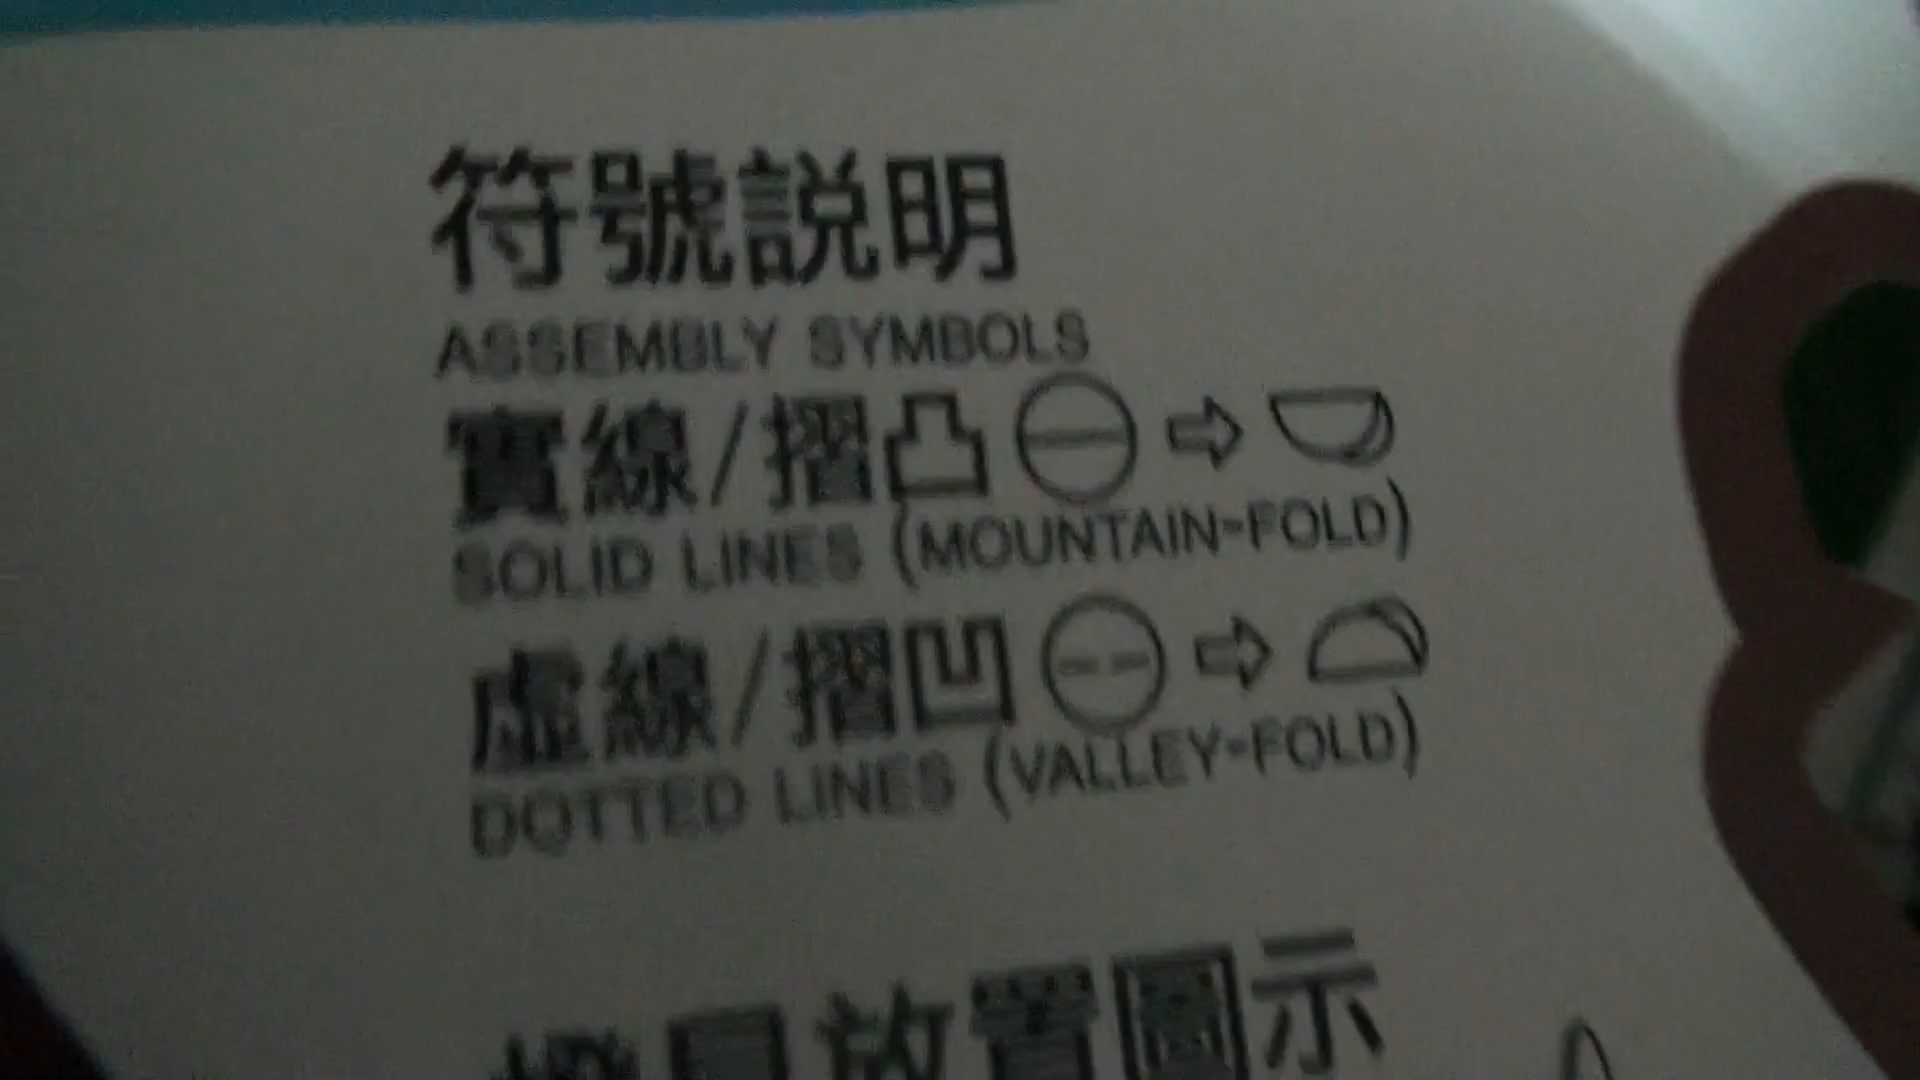 符號説明
ASSEMBLY SYMBOLS
實線/摺凸
SOLID LINES (MOUNTAIN-FOLD)
虛線/摺凹
DOTTED LINES (VALLEY-FOLD)
放置圖示